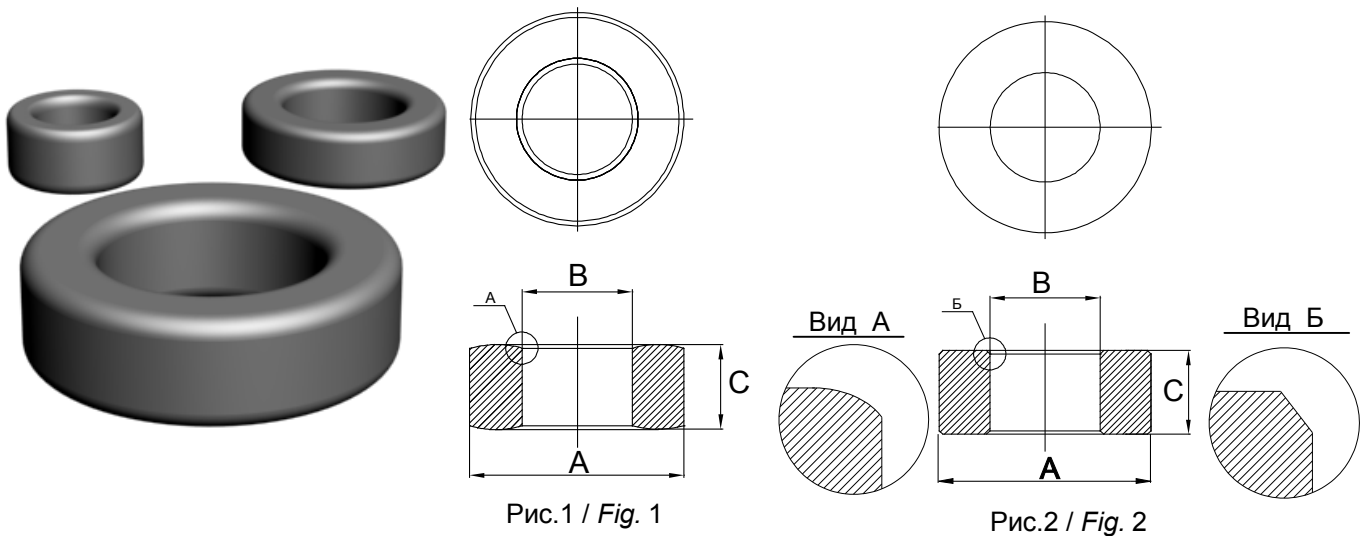 B
А
C
A
Рис.1 / Fig. 1
Вид А
B
Б
C
A
Рис.2 / Fig. 2
Вид Б